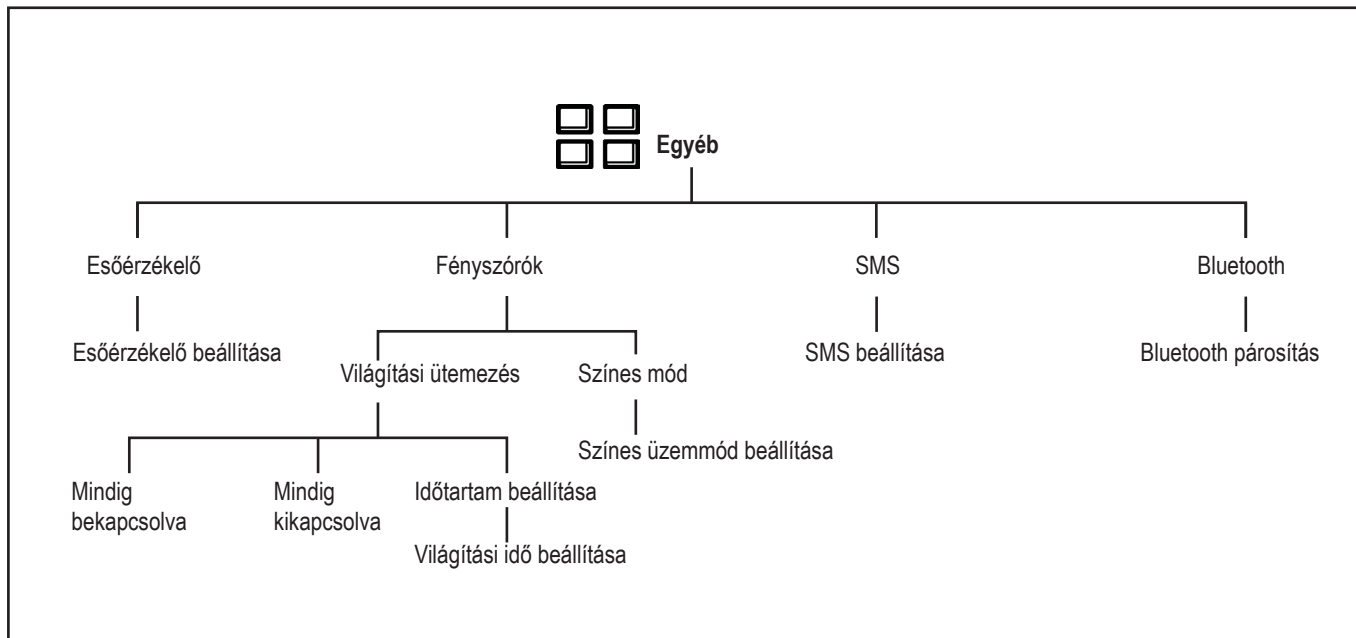 Egyéb
Esőérzékelő
Fényszórók
SMS
Bluetooth
Esőérzékelő beállítása
Világítási ütemezés
Színes mód
SMS beállítása
Bluetooth párosítás
Színes üzemmód beállítása
Mindig
bekapcsolva
Mindig
kikapcsolva
Időtartam beállítása
Világítási idő beállítása